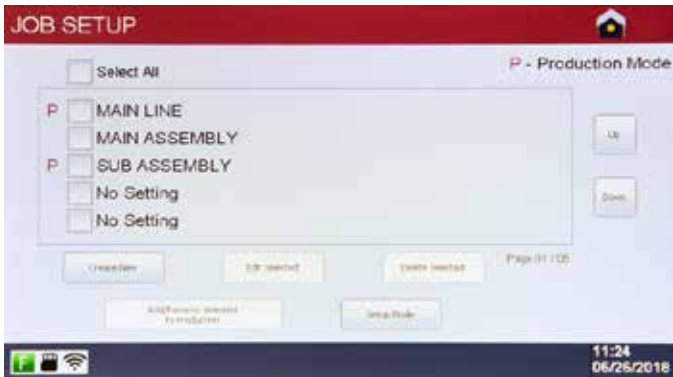 JOB SETUP
Select All
P - Production Mode
P MAIN LINE
MAIN ASSEMBLY
P SUB ASSEMBLY
No Setting
No Setting
Up
Down
Create New
Edit Selected
Delete Selected
Page 01 / 05
Setup Mode
F
11:24
06/26/2018